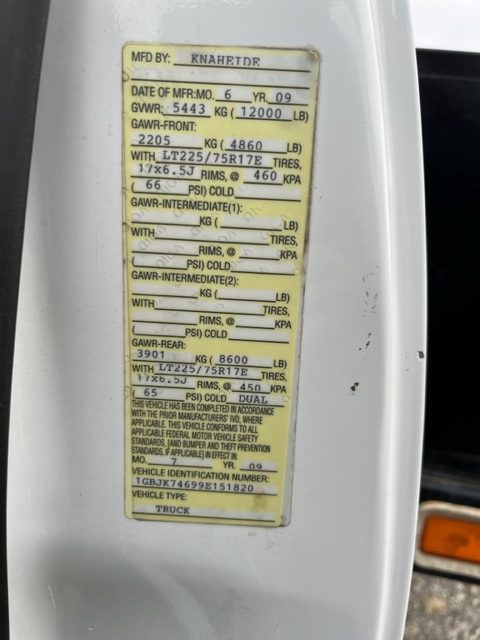 MFD BY: KNAHEIDE
DATE OF MFR:MO. 6 YR. 09
GVWR: 5443 KG (12000 LB)
GAWR-FRONT:
2205 KG (4860 LB)
WITH LT225/75R17E TIRES,
17x6.5J RIMS, @ 460 KPA
(66 PSI) COLD
GAWR-INTERMEDIATE(1):
KG ( LB)
WITH TIRES,
RIMS, @ KPA
( PSI) COLD
GAWR-INTERMEDIATE(2):
KG ( LB)
WITH TIRES,
RIMS, @ KPA
( PSI) COLD
GAWR-REAR:
3901 KG (8600 LB)
WITH LT225/75R17E TIRES,
17x6.5J RIMS, @ 450 KPA
(65 PSI) COLD DUAL
THIS VEHICLE HAS BEEN COMPLETED IN ACCORDANCE
WITH THE PRIOR MANUFACTURERS' IVD, WHERE
APPLICABLE. THIS VEHICLE CONFORMS TO ALL
APPLICABLE FEDERAL MOTOR VEHICLE SAFETY
STANDARDS, [AND BUMPER AND THEFT PREVENTION
STANDARDS, IF APPLICABLE] IN EFFECT IN:
MO. 7 YR. 09
VEHICLE IDENTIFICATION NUMBER:
1GBJK74699E151820
VEHICLE TYPE:
TRUCK